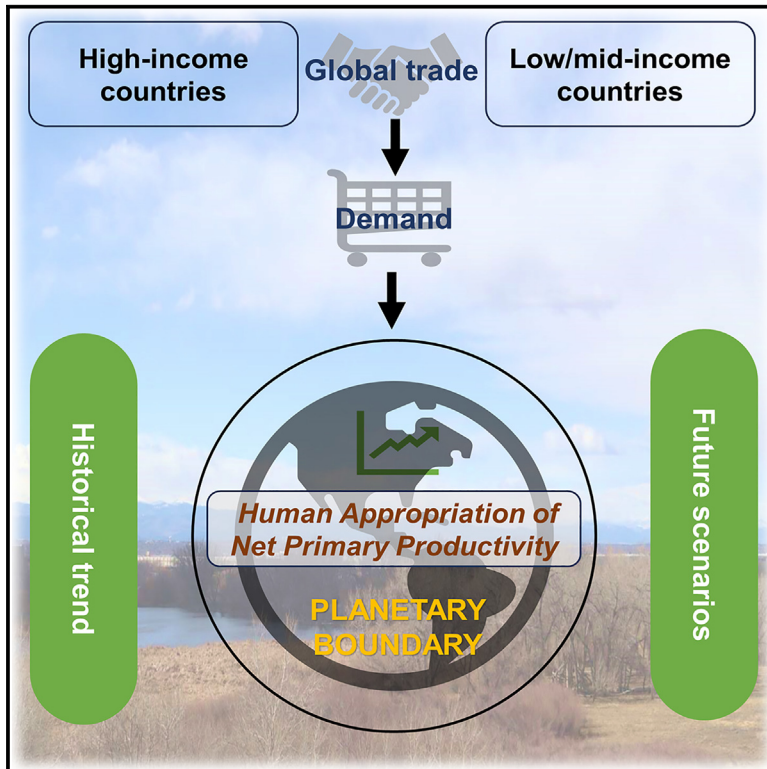 High-income
countries
Global trade
Low/mid-income
countries
Demand
Historical trend
Human Appropriation of
Net Primary Productivity
PLANETARY
BOUNDARY
Future scenarios